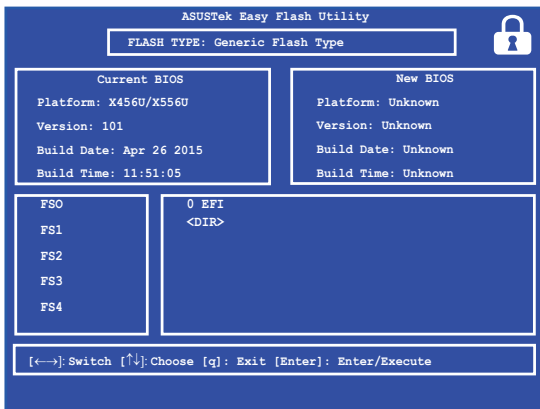 ASUSTek Easy Flash Utility
FLASH TYPE: Generic Flash Type
Current BIOS
Platform: X456U/X556U
Version: 101
Build Date: Apr 26 2015
Build Time: 11:51:05
New BIOS
Platform: Unknown
Version: Unknown
Build Date: Unknown
Build Time: Unknown
FSO
FS1
FS2
FS3
FS4
0 EFI
<DIR>
[←→]: Switch [↑↓]: Choose [q]: Exit [Enter]: Enter/Execute